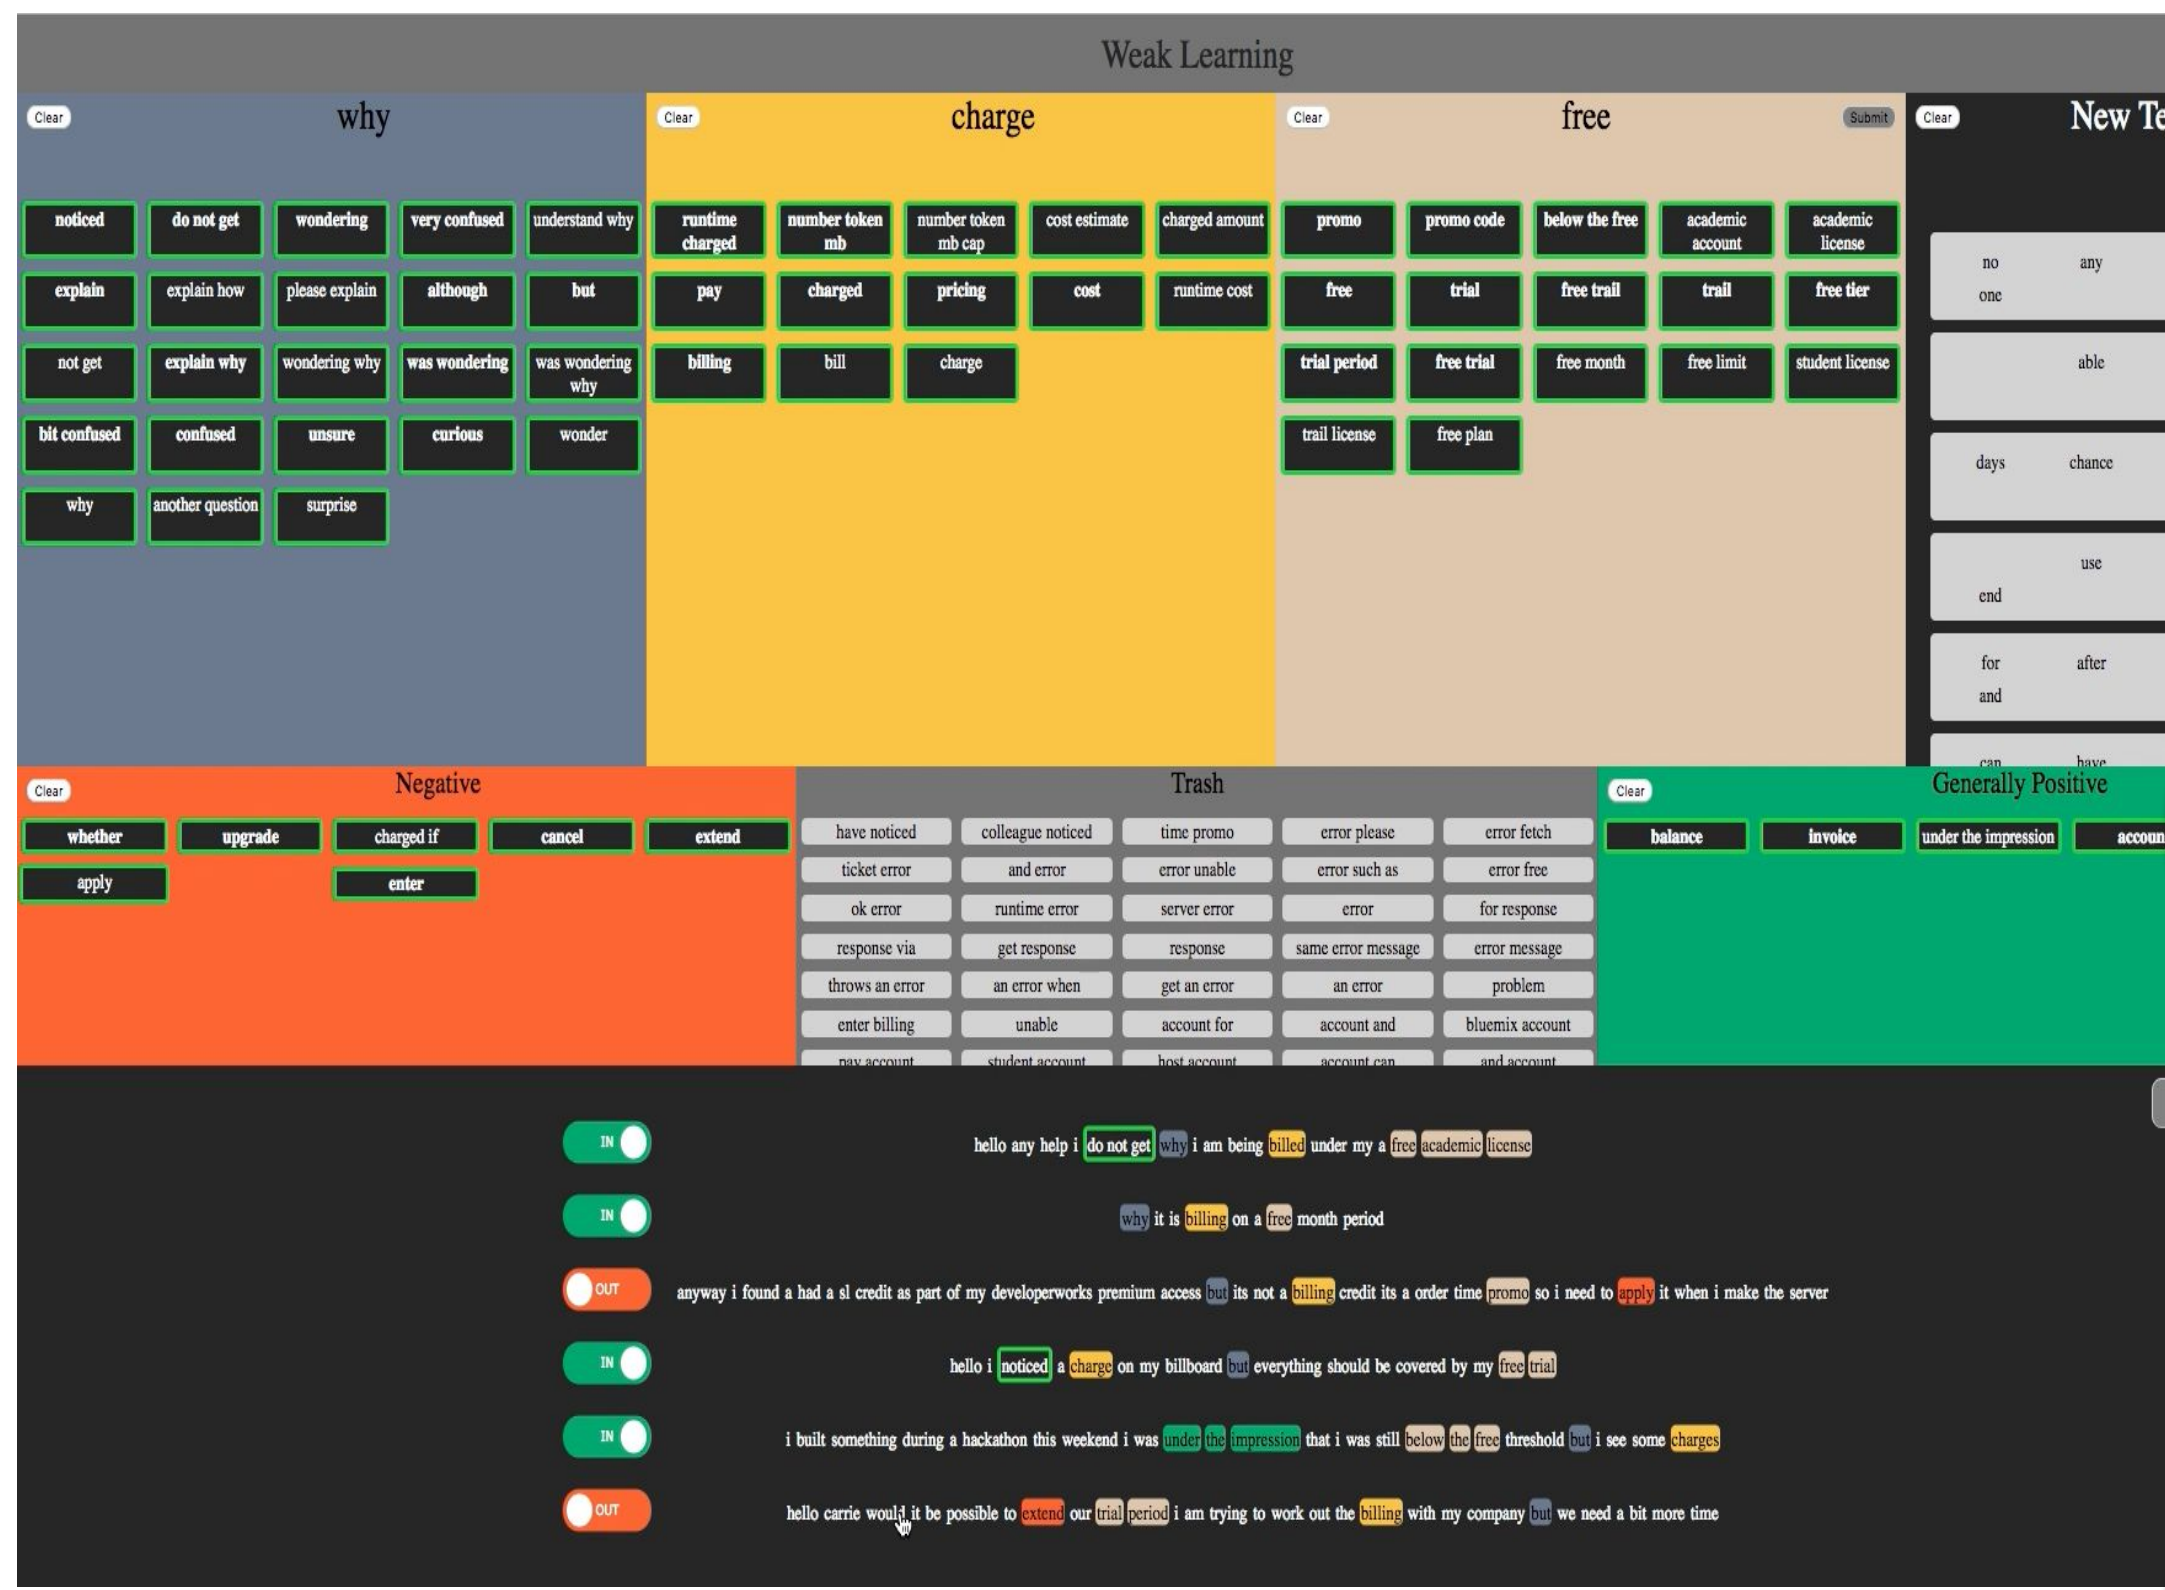 Weak Learning
Clear why
Clear charge
Clear free Submit
Clear New Te
noticed do not get wondering very confused understand why
explain explain how please explain although but
not get explain why wondering why was wondering was wondering why
bit confused confused unsure curious wonder
why another question surprise
runtime charged number token mb number token mb cap cost estimate charged amount
pay charged pricing cost runtime cost
billing bill charge
promo promo code below the free academic account academic license
free trial free trail trail free tier
trial period free trial free month free limit student license
trail license free plan
no any
one
able
days chance
use
end
for after
and
can have
Clear Negative
whether upgrade charged if cancel extend
apply enter
Trash
have noticed colleague noticed time promo error please error fetch
ticket error and error error unable error such as error free
ok error runtime error server error error for response
response via get response response same error message error message
throws an error an error when get an error an error problem
enter billing unable account for account and bluemix account
pay account student account host account account can and account
Clear Generally Positive
balance invoice under the impression accoun
IN hello any help i do not get why i am being billed under my a free academic license
IN why it is billing on a free month period
OUT anyway i found a had a sl credit as part of my developerworks premium access but its not a billing credit its a order time promo so i need to apply it when i make the server
IN hello i noticed a charge on my billboard but everything should be covered by my free trial
IN i built something during a hackathon this weekend i was under the impression that i was still below the free threshold but i see some charges
OUT hello carrie would it be possible to extend our trial period i am trying to work out the billing with my company but we need a bit more time